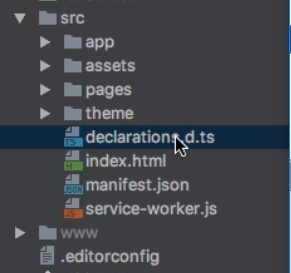 src
app
assets
pages
theme
declarations.d.ts
index.html
manifest.json
service-worker.js
www
.editorconfig